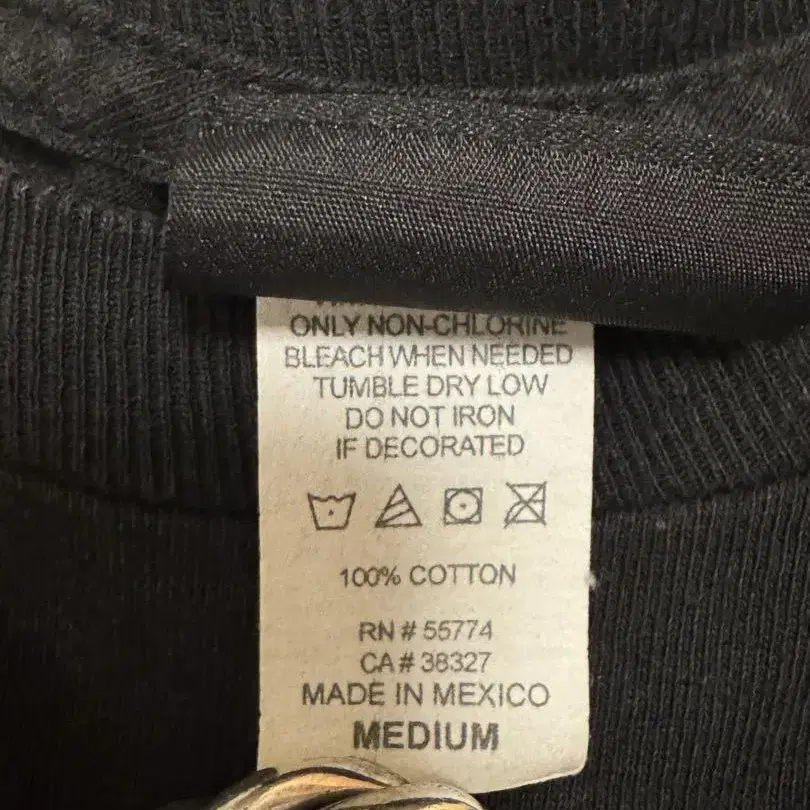 ONLY NON-CHLORINE
BLEACH WHEN NEEDED
TUMBLE DRY LOW
DO NOT IRON
IF DECORATED
100% COTTON
RN # 55774
CA # 38327
MADE IN MEXICO
MEDIUM